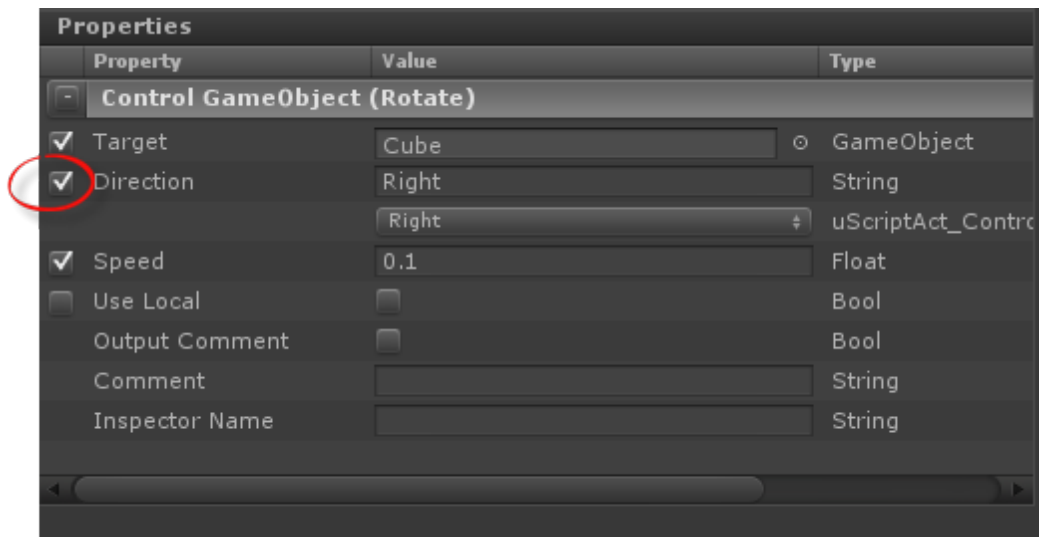 Properties
Property Value Type
- Control GameObject (Rotate)
Target Cube GameObject
Direction Right String
Right uScriptAct_Contro
Speed 0.1 Float
Use Local Bool
Output Comment Bool
Comment String
Inspector Name String